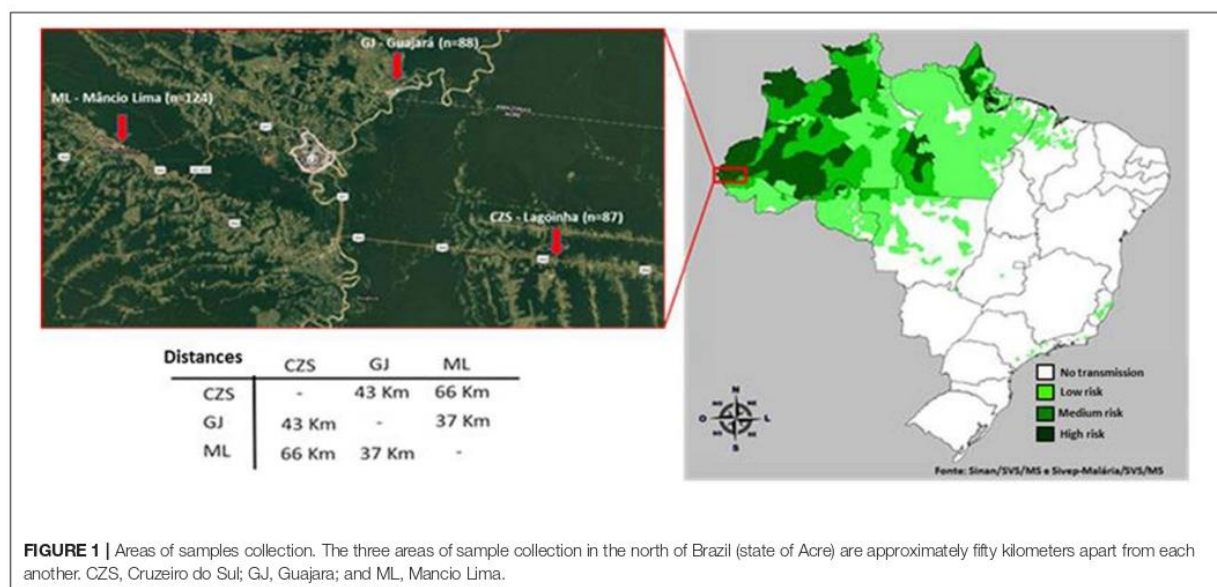 GJ - Guajará (n=88)
ML - Mâncio Lima (n=124)
CZS - Lagoinha (n=87)
Distances
CZS GJ ML
CZS - 43 Km 66 Km
GJ 43 Km - 37 Km
ML 66 Km 37 Km -
N
NO NE
O L
SO SE
S
No transmission
Low risk
Medium risk
High risk
Fonte: Sinan/SVS/MS e Sivep-Malária/SVS/MS
FIGURE 1 | Areas of samples collection. The three areas of sample collection in the north of Brazil (state of Acre) are approximately fifty kilometers apart from each
another. CZS, Cruzeiro do Sul; GJ, Guajara; and ML, Mancio Lima.